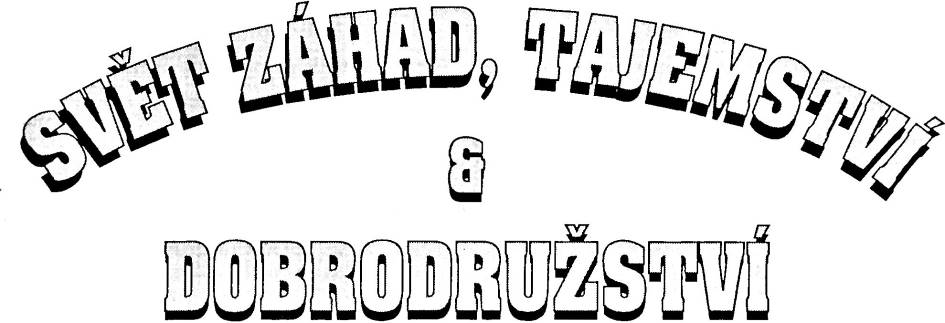 SVĚT ZÁHAD, TAJEMSTVÍ
&
DOBRODRUŽSTVÍ